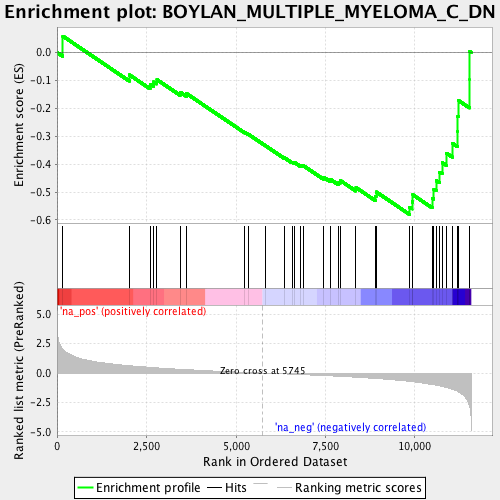 Enrichment plot: BOYLAN_MULTIPLE_MYELOMA_C_DN
Enrichment score (ES)
0.0
-0.1
-0.2
-0.3
-0.4
-0.5
-0.6
'na_pos' (positively correlated)
Ranked list metric (PreRanked)
5.0
2.5
0.0
-2.5
-5.0
Zero cross at 5745
'na_neg' (negatively correlated)
0 2,500 5,000 7,500 10,000
Rank in Ordered Dataset
Enrichment profile Hits Ranking metric scores